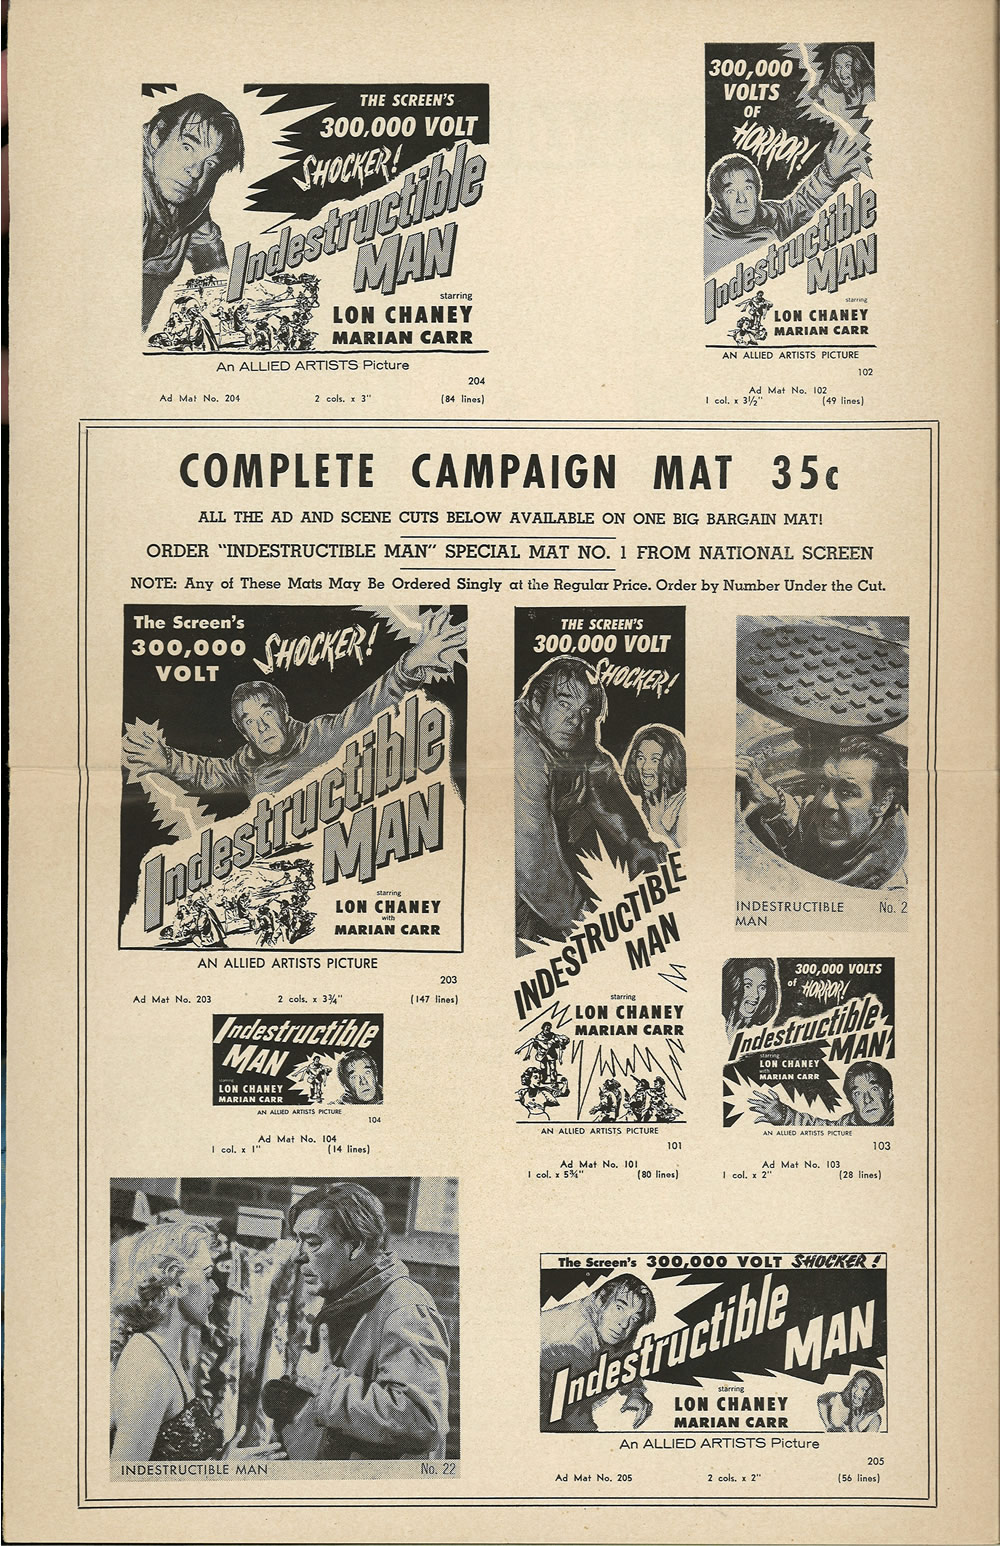 THE SCREEN'S
300,000 VOLT
SHOCKER!
Indestructible
MAN
starring
LON CHANEY
MARIAN CARR
An ALLIED ARTISTS Picture
204
Ad Mat No. 204 2 cols. x 3" (84 lines)
300,000
VOLTS
OF
HORROR!
Indestructible
MAN
starring
LON CHANEY
MARIAN CARR
AN ALLIED ARTISTS PICTURE
102
Ad Mat No. 102
1 col. x 3½" (49 lines)
COMPLETE CAMPAIGN MAT 35c
ALL THE AD AND SCENE CUTS BELOW AVAILABLE ON ONE BIG BARGAIN MAT!
ORDER "INDESTRUCTIBLE MAN" SPECIAL MAT NO. 1 FROM NATIONAL SCREEN
NOTE: Any of These Mats May Be Ordered Singly at the Regular Price. Order by Number Under the Cut.
The Screen's
300,000
VOLT
SHOCKER!
Indestructible
MAN
starring
LON CHANEY
with
MARIAN CARR
AN ALLIED ARTISTS PICTURE
203
Ad Mat No. 203 2 cols. x 3¾" (147 lines)
Indestructible
MAN
starring
LON CHANEY
MARIAN CARR
AN ALLIED ARTISTS PICTURE
104
Ad Mat No. 104
1 col. x 1" (14 lines)
THE SCREEN'S
300,000 VOLT
SHOCKER!
INDESTRUCTIBLE
MAN
starring
LON CHANEY
MARIAN CARR
AN ALLIED ARTISTS PICTURE
101
Ad Mat No. 101
1 col. x 5¾" (80 lines)
INDESTRUCTIBLE No. 2
MAN
300,000 VOLTS
of HORROR!
Indestructible
MAN
starring
LON CHANEY
with
MARIAN CARR
AN ALLIED ARTISTS PICTURE
103
Ad Mat No. 103
1 col. x 2" (28 lines)
INDESTRUCTIBLE MAN No. 22
The Screen's 300,000 VOLT SHOCKER!
Indestructible MAN
starring
LON CHANEY
MARIAN CARR
An ALLIED ARTISTS Picture
205
Ad Mat No. 205 2 cols. x 2" (56 lines)